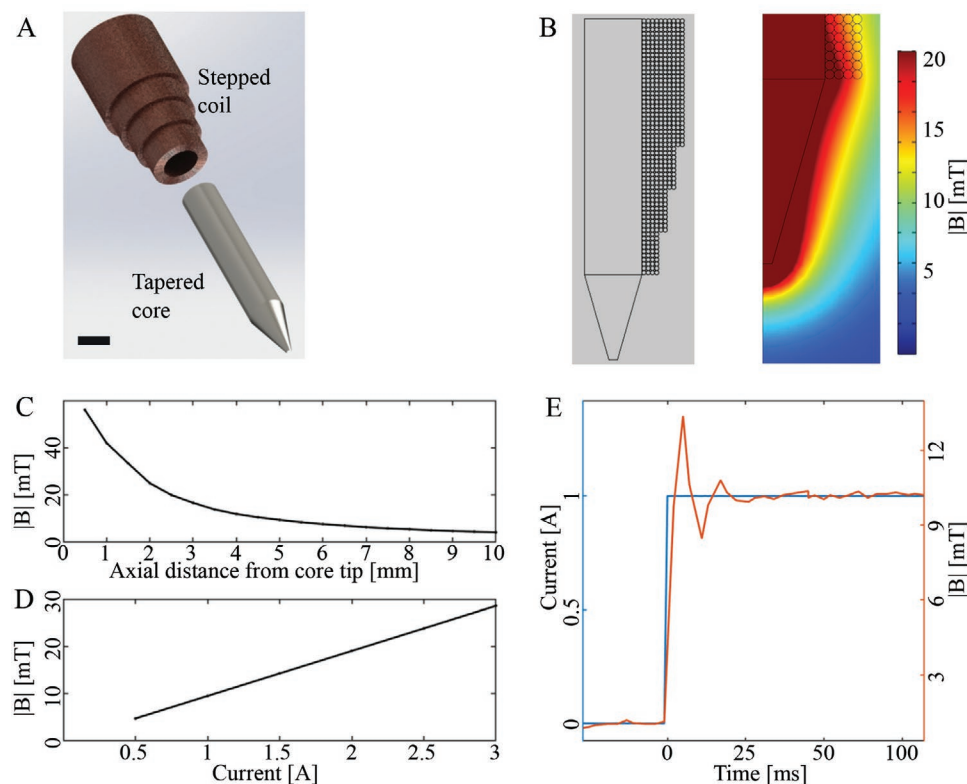 A
Stepped
coil
Tapered
core
B
20
15
10
5
|B| [mT]
C
40
20
0
|B| [mT]
0 1 2 3 4 5 6 7 8 9 10
Axial distance from core tip [mm]
D
30
20
10
0
|B| [mT]
0.5 1 1.5 2 2.5 3
Current [A]
E
1
0.5
0
Current [A]
12
9
6
3
|B| [mT]
0 25 50 100
Time [ms]